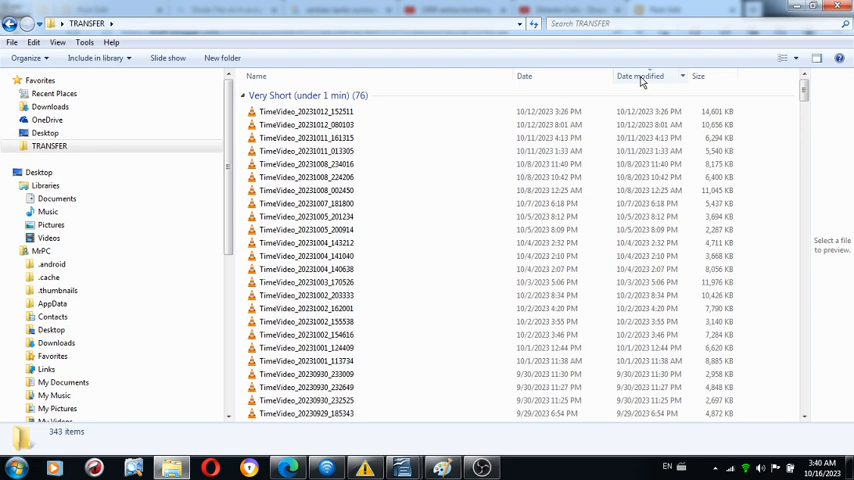 TRANSFER
Search TRANSFER
File Edit View Tools Help
Organize Include in library Slide show New folder
Name Date Date modified Size
Favorites
Recent Places
Downloads
OneDrive
Desktop
TRANSFER
Desktop
Libraries
Documents
Music
Pictures
Videos
MrPC
.android
.cache
.thumbnails
AppData
Contacts
Desktop
Downloads
Favorites
Links
My Documents
My Music
My Pictures
My Videos
Very Short (under 1 min) (76)
TimeVideo_20231012_152511 10/12/2023 3:26 PM 10/12/2023 3:26 PM 14,601 KB
TimeVideo_20231012_080103 10/12/2023 8:01 AM 10/12/2023 8:01 AM 10,656 KB
TimeVideo_20231011_161315 10/11/2023 4:13 PM 10/11/2023 4:13 PM 6,294 KB
TimeVideo_20231011_013305 10/11/2023 1:33 AM 10/11/2023 1:33 AM 5,540 KB
TimeVideo_20231008_234016 10/8/2023 11:40 PM 10/8/2023 11:40 PM 8,175 KB
TimeVideo_20231008_224206 10/8/2023 10:42 PM 10/8/2023 10:42 PM 6,400 KB
TimeVideo_20231008_002450 10/8/2023 12:25 AM 10/8/2023 12:25 AM 11,045 KB
TimeVideo_20231007_181800 10/7/2023 6:18 PM 10/7/2023 6:18 PM 5,437 KB
TimeVideo_20231005_201234 10/5/2023 8:12 PM 10/5/2023 8:12 PM 3,694 KB
TimeVideo_20231005_200914 10/5/2023 8:09 PM 10/5/2023 8:09 PM 2,287 KB
TimeVideo_20231004_143212 10/4/2023 2:32 PM 10/4/2023 2:32 PM 4,711 KB
TimeVideo_20231004_141040 10/4/2023 2:10 PM 10/4/2023 2:10 PM 3,668 KB
TimeVideo_20231004_140638 10/4/2023 2:07 PM 10/4/2023 2:07 PM 8,056 KB
TimeVideo_20231003_170526 10/3/2023 5:06 PM 10/3/2023 5:06 PM 11,976 KB
TimeVideo_20231002_203333 10/2/2023 8:34 PM 10/2/2023 8:34 PM 10,426 KB
TimeVideo_20231002_162001 10/2/2023 4:20 PM 10/2/2023 4:20 PM 7,790 KB
TimeVideo_20231002_155538 10/2/2023 3:55 PM 10/2/2023 3:55 PM 3,140 KB
TimeVideo_20231002_154616 10/2/2023 3:46 PM 10/2/2023 3:46 PM 7,284 KB
TimeVideo_20231001_124409 10/1/2023 12:44 PM 10/1/2023 12:44 PM 6,620 KB
TimeVideo_20231001_113734 10/1/2023 11:38 AM 10/1/2023 11:38 AM 8,885 KB
TimeVideo_20230930_233009 9/30/2023 11:30 PM 9/30/2023 11:30 PM 2,958 KB
TimeVideo_20230930_232649 9/30/2023 11:27 PM 9/30/2023 11:27 PM 4,848 KB
TimeVideo_20230930_232525 9/30/2023 11:25 PM 9/30/2023 11:25 PM 2,697 KB
TimeVideo_20230929_185343 9/29/2023 6:54 PM 9/29/2023 6:54 PM 4,872 KB
Select a file
to preview.
343 items
EN
3:40 AM
10/16/2023